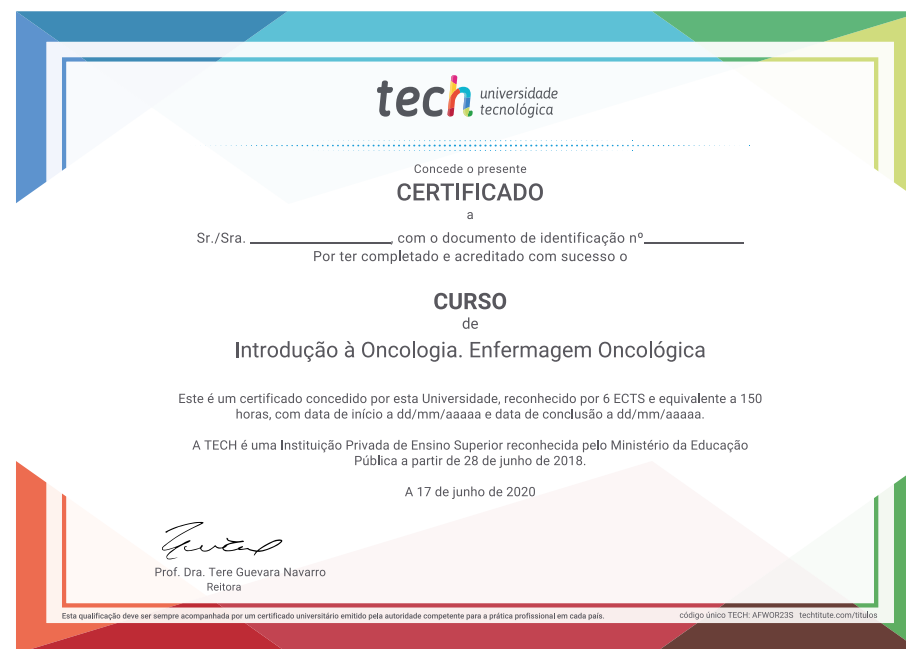 tech universidade
tecnológica
Concede o presente
CERTIFICADO
a
Sr./Sra. ________________, com o documento de identificação nº____________
Por ter completado e acreditado com sucesso o
CURSO
de
Introdução à Oncologia. Enfermagem Oncológica
Este é um certificado concedido por esta Universidade, reconhecido por 6 ECTS e equivalente a 150
horas, com data de início a dd/mm/aaaaa e data de conclusão a dd/mm/aaaaa.
A TECH é uma Instituição Privada de Ensino Superior reconhecida pelo Ministério da Educação
Pública a partir de 28 de junho de 2018.
A 17 de junho de 2020
Prof. Dra. Tere Guevara Navarro
Reitora
Esta qualificação deve ser sempre acompanhada por um certificado universitário emitido pela autoridade competente para a prática profissional em cada país.
código único TECH: AFWOR23S techtitute.com/titulos